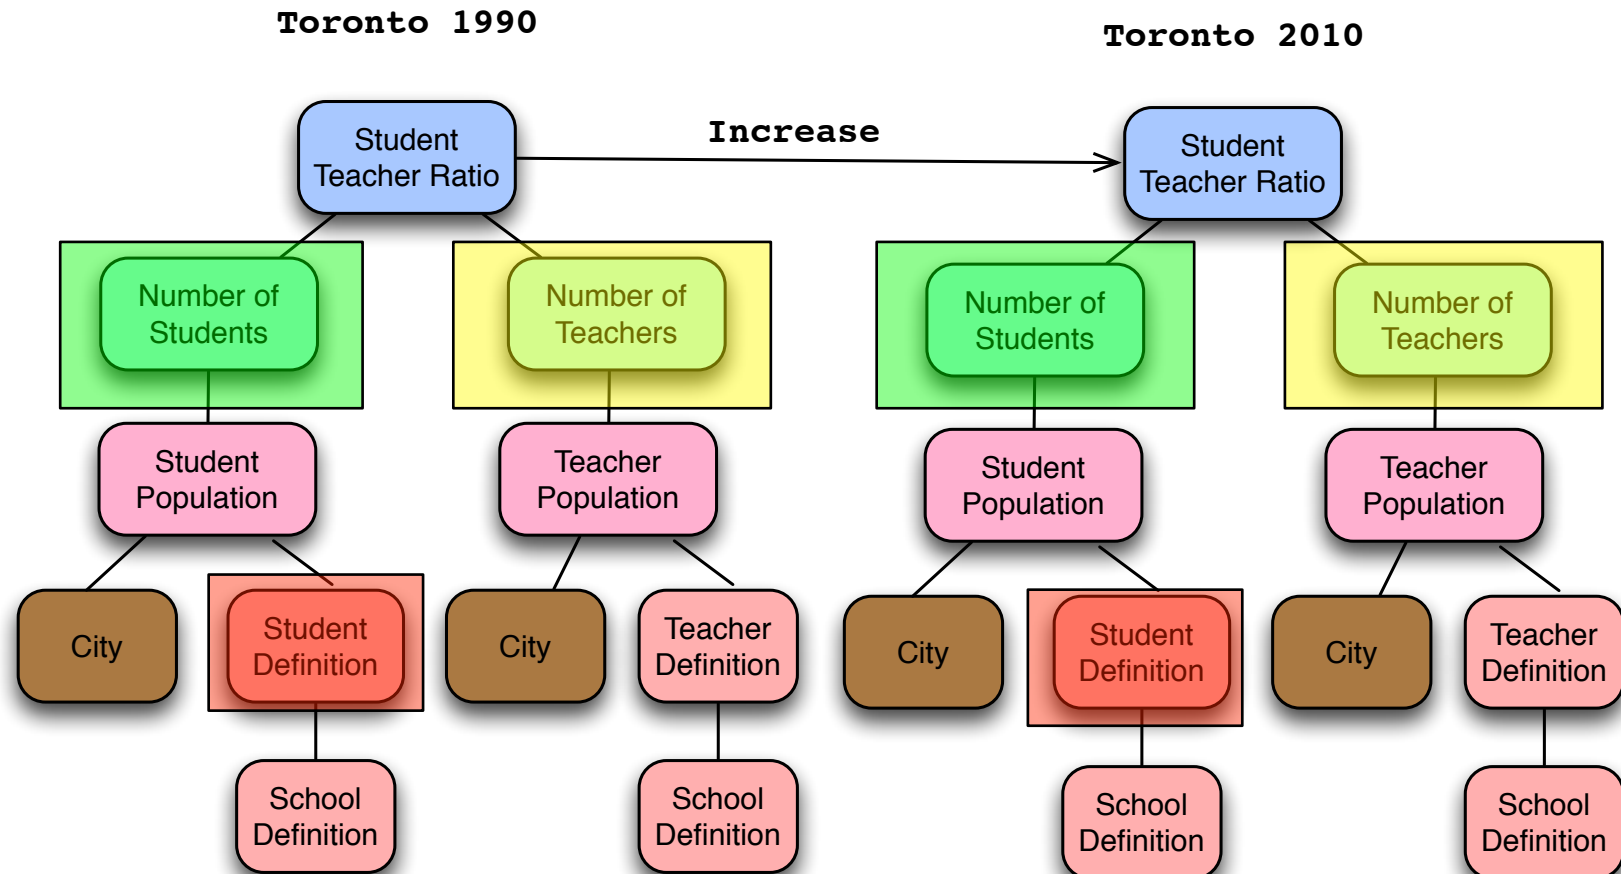 Toronto 1990
Toronto 2010
Increase
Student
Teacher Ratio
Student
Teacher Ratio
Number of
Students
Number of
Teachers
Number of
Students
Number of
Teachers
Student
Population
Teacher
Population
Student
Population
Teacher
Population
City
Student
Definition
City
Teacher
Definition
City
Student
Definition
City
Teacher
Definition
School
Definition
School
Definition
School
Definition
School
Definition